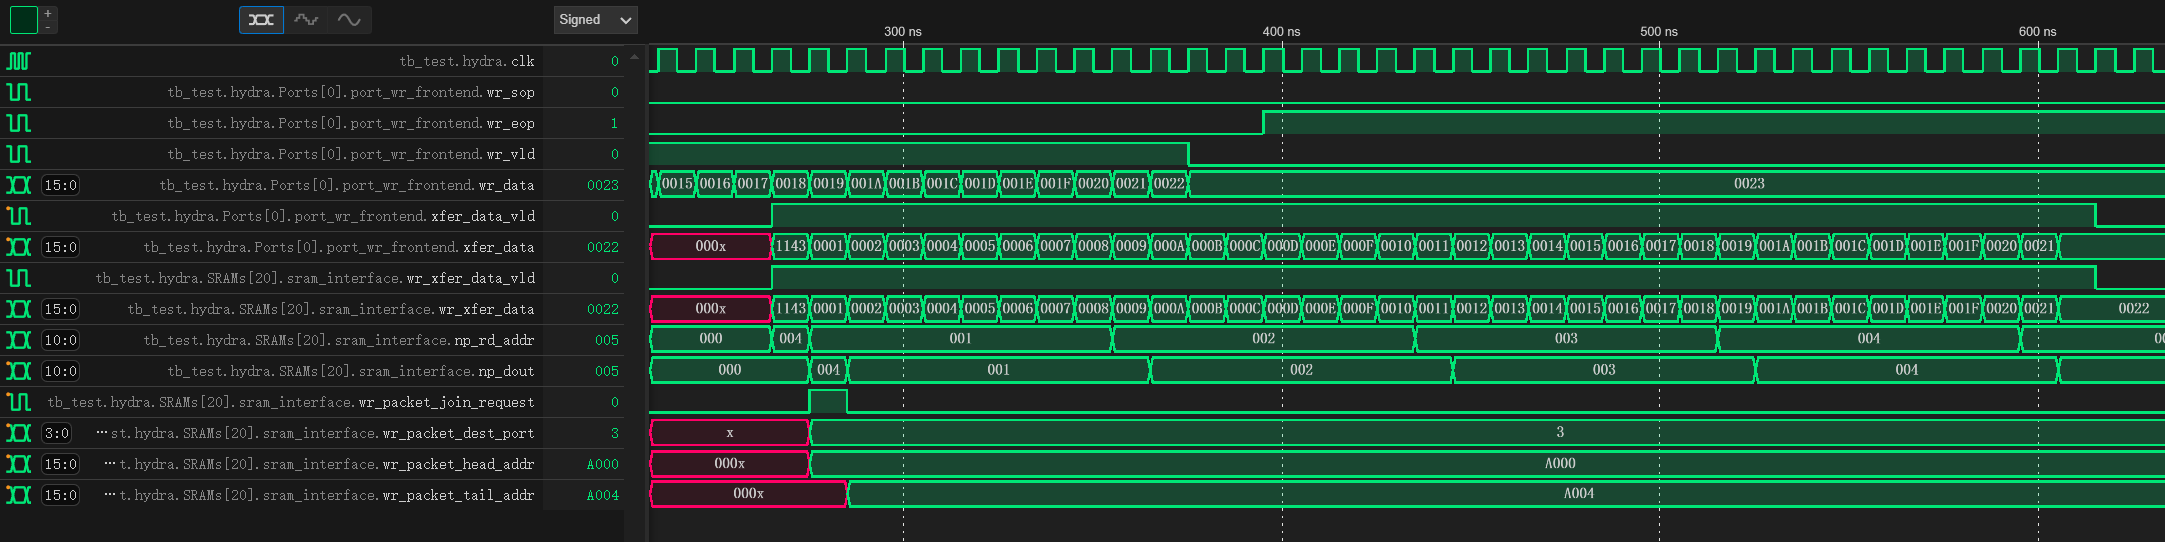 +
-
Signed
300 ns 400 ns 500 ns 600 ns
tb_test.hydra.clk 0
tb_test.hydra.Ports[0].port_wr_frontend.wr_sop 0
tb_test.hydra.Ports[0].port_wr_frontend.wr_eop 1
tb_test.hydra.Ports[0].port_wr_frontend.wr_vld 0
15:0 tb_test.hydra.Ports[0].port_wr_frontend.wr_data 0023 0015 0016 0017 0018 0019 001A 001B 001C 001D 001E 001F 0020 0021 0022 0023
tb_test.hydra.Ports[0].port_wr_frontend.xfer_data_vld 0
15:0 tb_test.hydra.Ports[0].port_wr_frontend.xfer_data 0022 000x 1143 0001 0002 0003 0004 0005 0006 0007 0008 0009 000A 000B 000C 000D 000E 000F 0010 0011 0012 0013 0014 0015 0016 0017 0018 0019 001A 001B 001C 001D 001E 001F 0020 0021
tb_test.hydra.SRAMs[20].sram_interface.wr_xfer_data_vld 0
15:0 tb_test.hydra.SRAMs[20].sram_interface.wr_xfer_data 0022 000x 1143 0001 0002 0003 0004 0005 0006 0007 0008 0009 000A 000B 000C 000D 000E 000F 0010 0011 0012 0013 0014 0015 0016 0017 0018 0019 001A 001B 001C 001D 001E 001F 0020 0021 0022
10:0 tb_test.hydra.SRAMs[20].sram_interface.np_rd_addr 005 000 004 001 002 003 004
10:0 tb_test.hydra.SRAMs[20].sram_interface.np_dout 005 000 004 001 002 003 004
tb_test.hydra.SRAMs[20].sram_interface.wr_packet_join_request 0
3:0 ···st.hydra.SRAMs[20].sram_interface.wr_packet_dest_port 3 x 3
15:0 ···t.hydra.SRAMs[20].sram_interface.wr_packet_head_addr A000 000x A000
15:0 ···t.hydra.SRAMs[20].sram_interface.wr_packet_tail_addr A004 000x A004